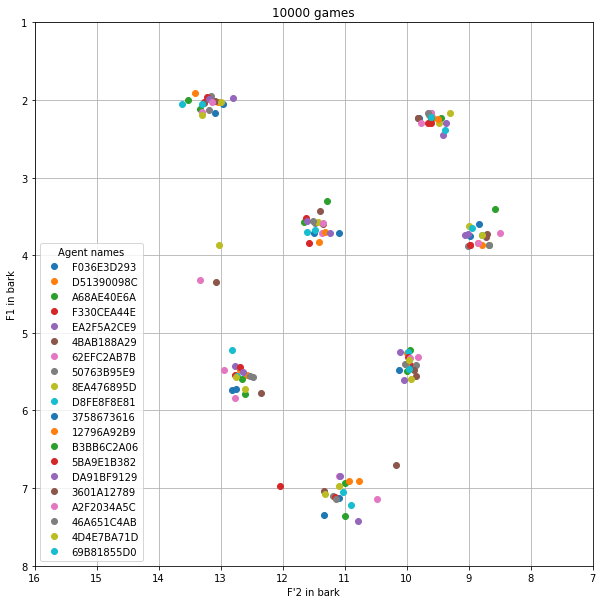 10000 games
1
2
3
4
5
6
7
8
F1 in bark
Agent names
F036E3D293
D51390098C
A68AE40E6A
F330CEA44E
EA2F5A2CE9
4BAB188A29
62EFC2AB7B
50763B95E9
8EA476895D
D8FE8F8E81
3758673616
12796A92B9
B3BB6C2A06
5BA9E1B382
DA91BF9129
3601A12789
A2F2034A5C
46A651C4AB
4D4E7BA71D
69B81855D0
16 15 14 13 12 11 10 9 8 7
F'2 in bark